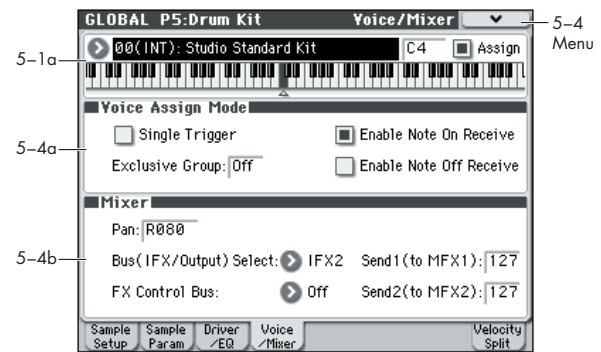 GLOBAL P5:Drum Kit Voice/Mixer
5–4 Menu
5–1a
00(INT): Studio Standard Kit C4 Assign
Voice Assign Mode
5–4a
Single Trigger Enable Note On Receive
Exclusive Group: Off Enable Note Off Receive
Mixer
Pan: R080
5–4b
Bus(IFX/Output) Select: IFX2 Send1(to MFX1): 127
FX Control Bus: Off Send2(to MFX2): 127
Sample Setup Sample Param Driver /EQ Voice /Mixer Velocity Split